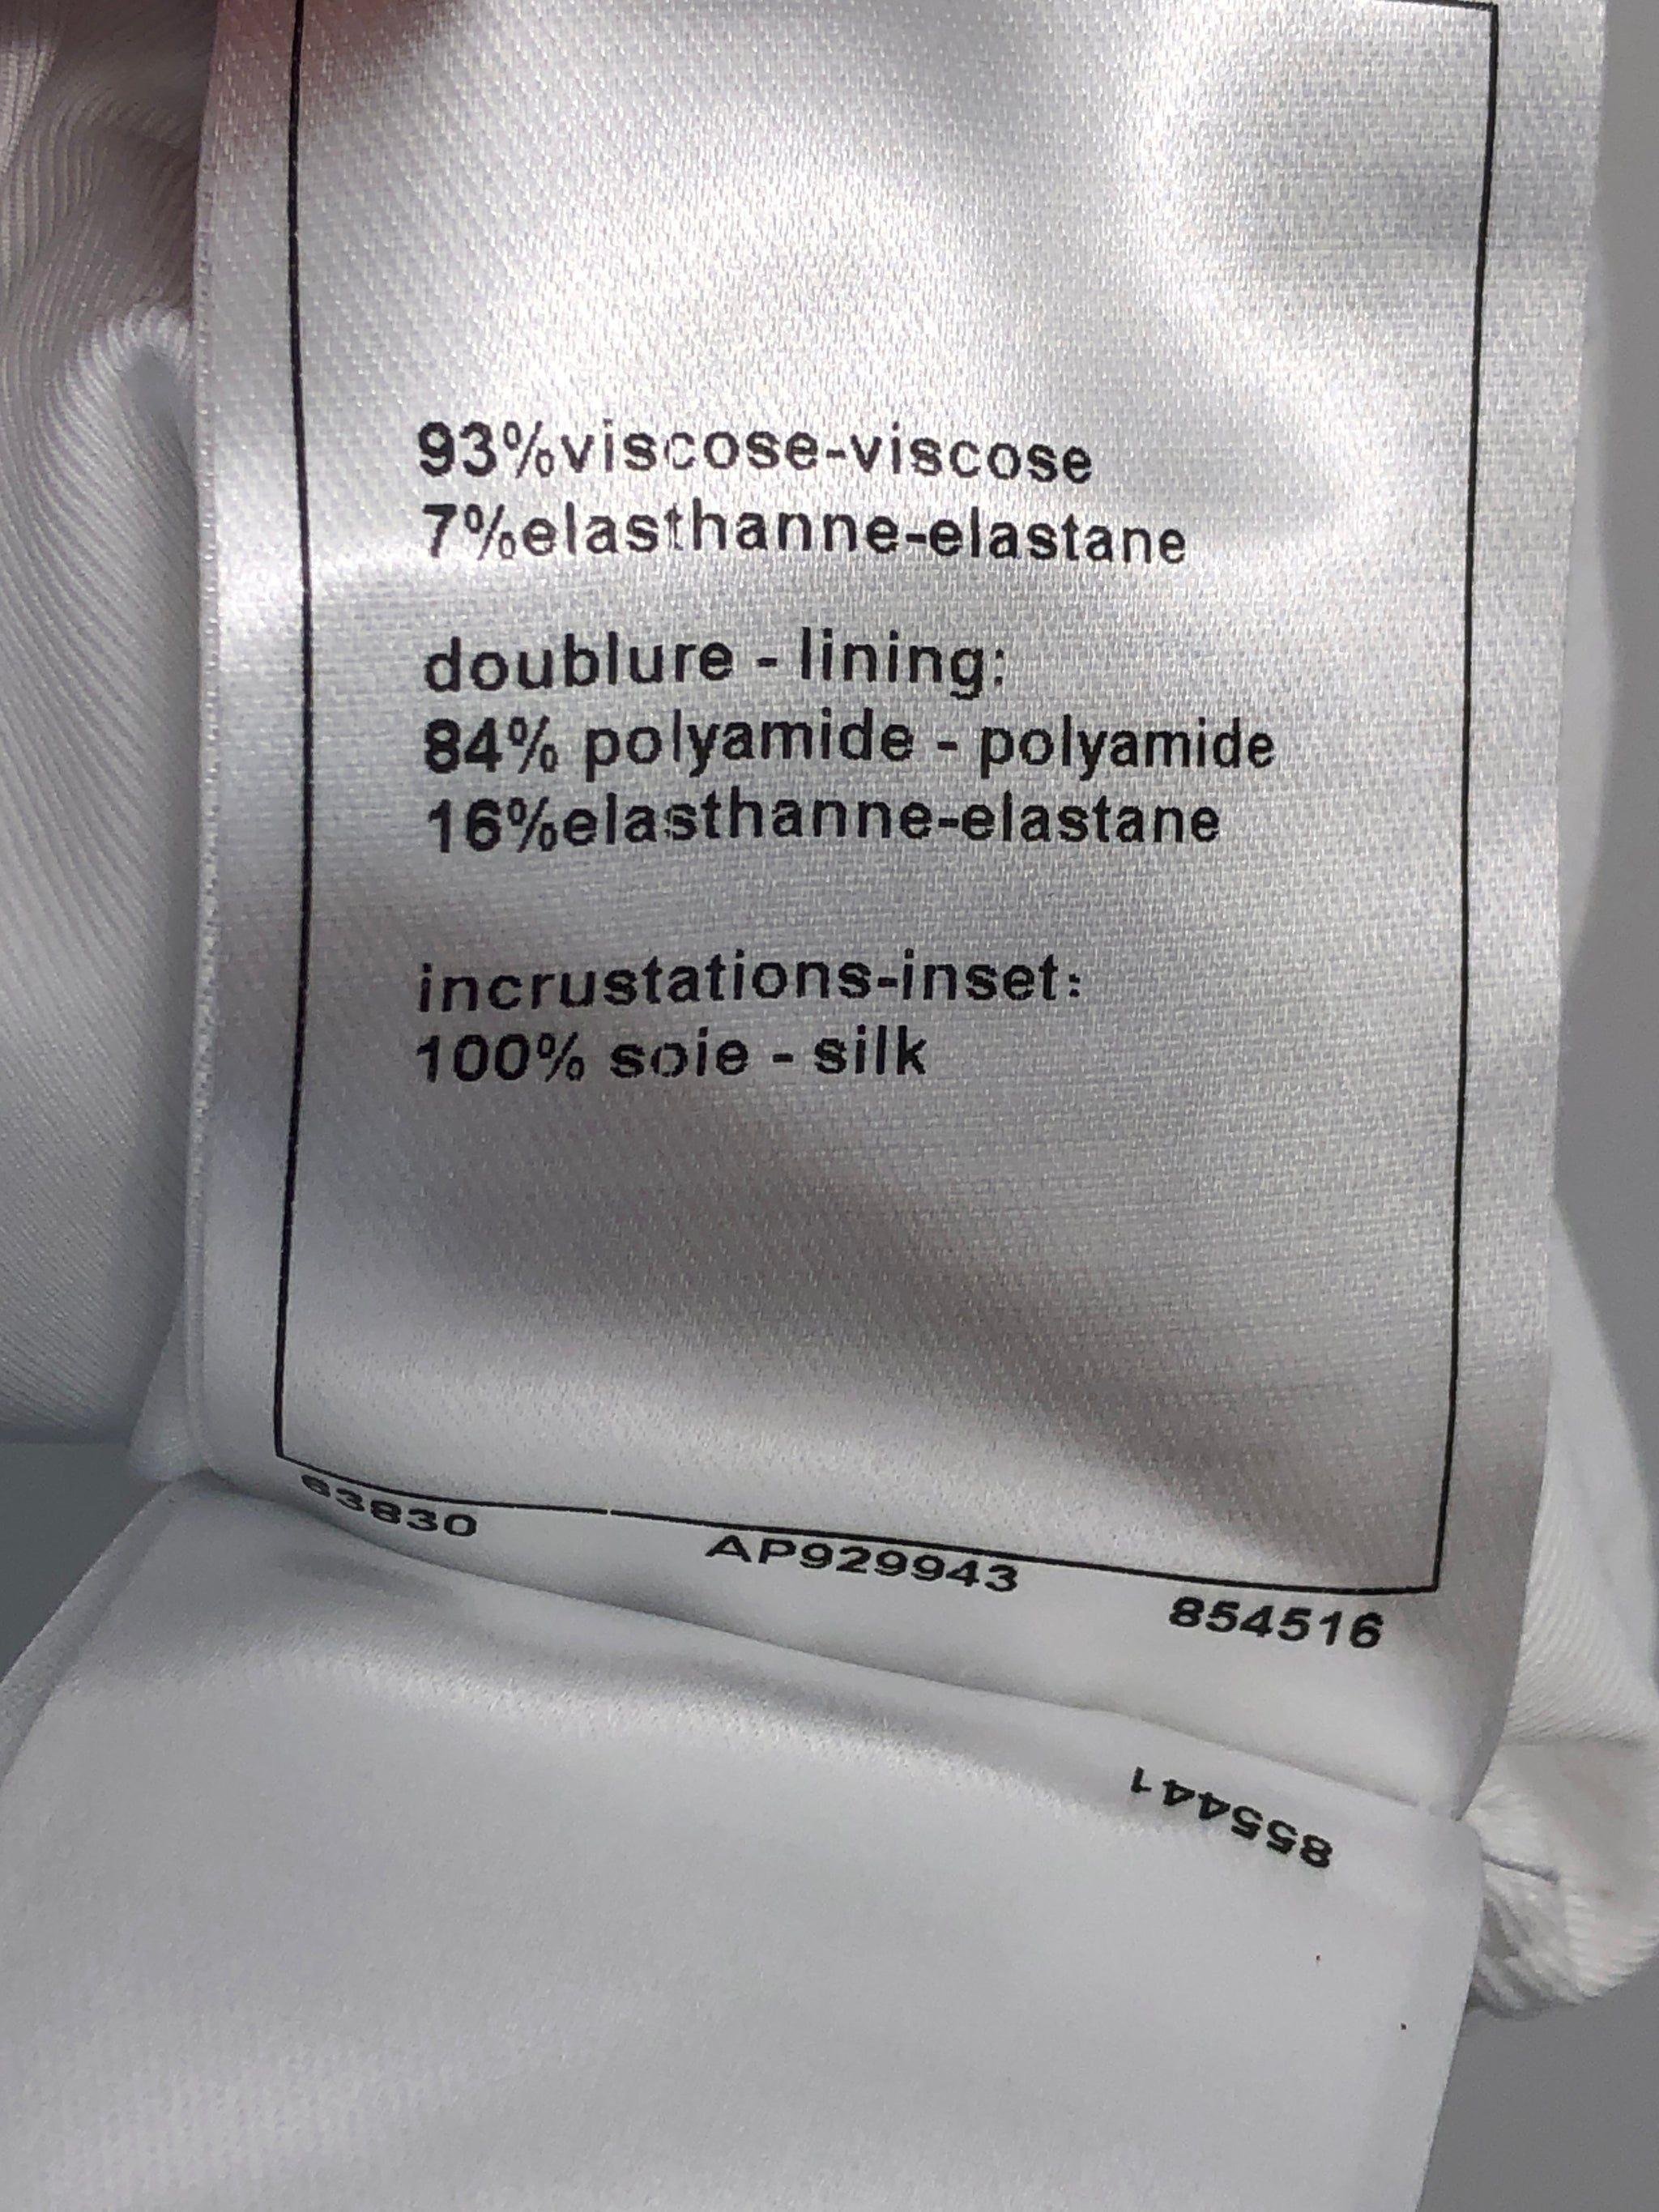 93%viscose-viscose
7%elasthanne-elastane
doublure - lining:
84% polyamide - polyamide
16%elasthanne-elastane
incrustations-inset:
100% soie - silk
63830 AP929943 854516
855441